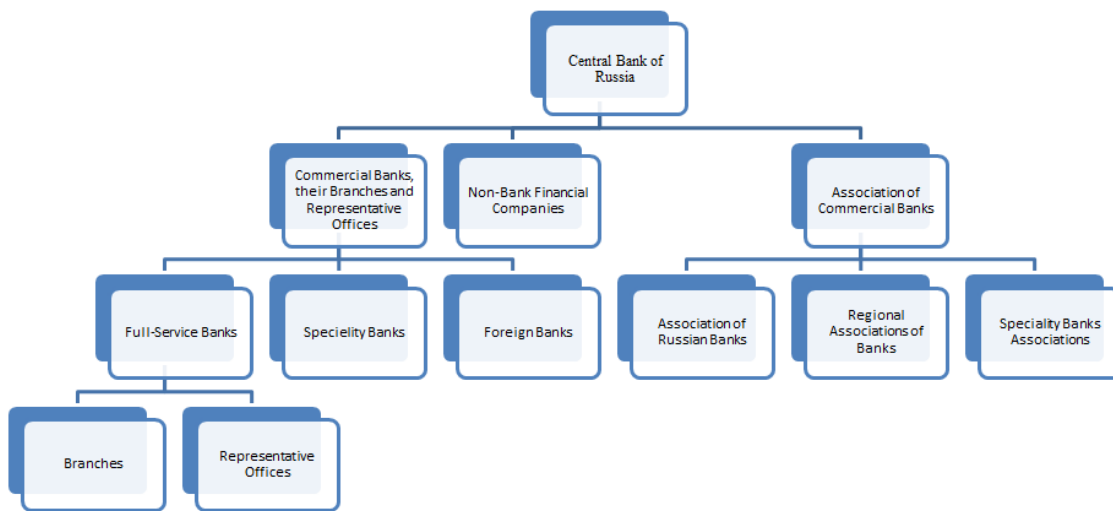 Central Bank of
Russia
Commercial Banks,
their Branches and
Representative
Offices
Non-Bank Financial
Companies
Association of
Commercial Banks
Full-Service Banks
Specielity Banks
Foreign Banks
Association of
Russian Banks
Regional
Associations of
Banks
Speciality Banks
Associations
Branches
Representative
Offices